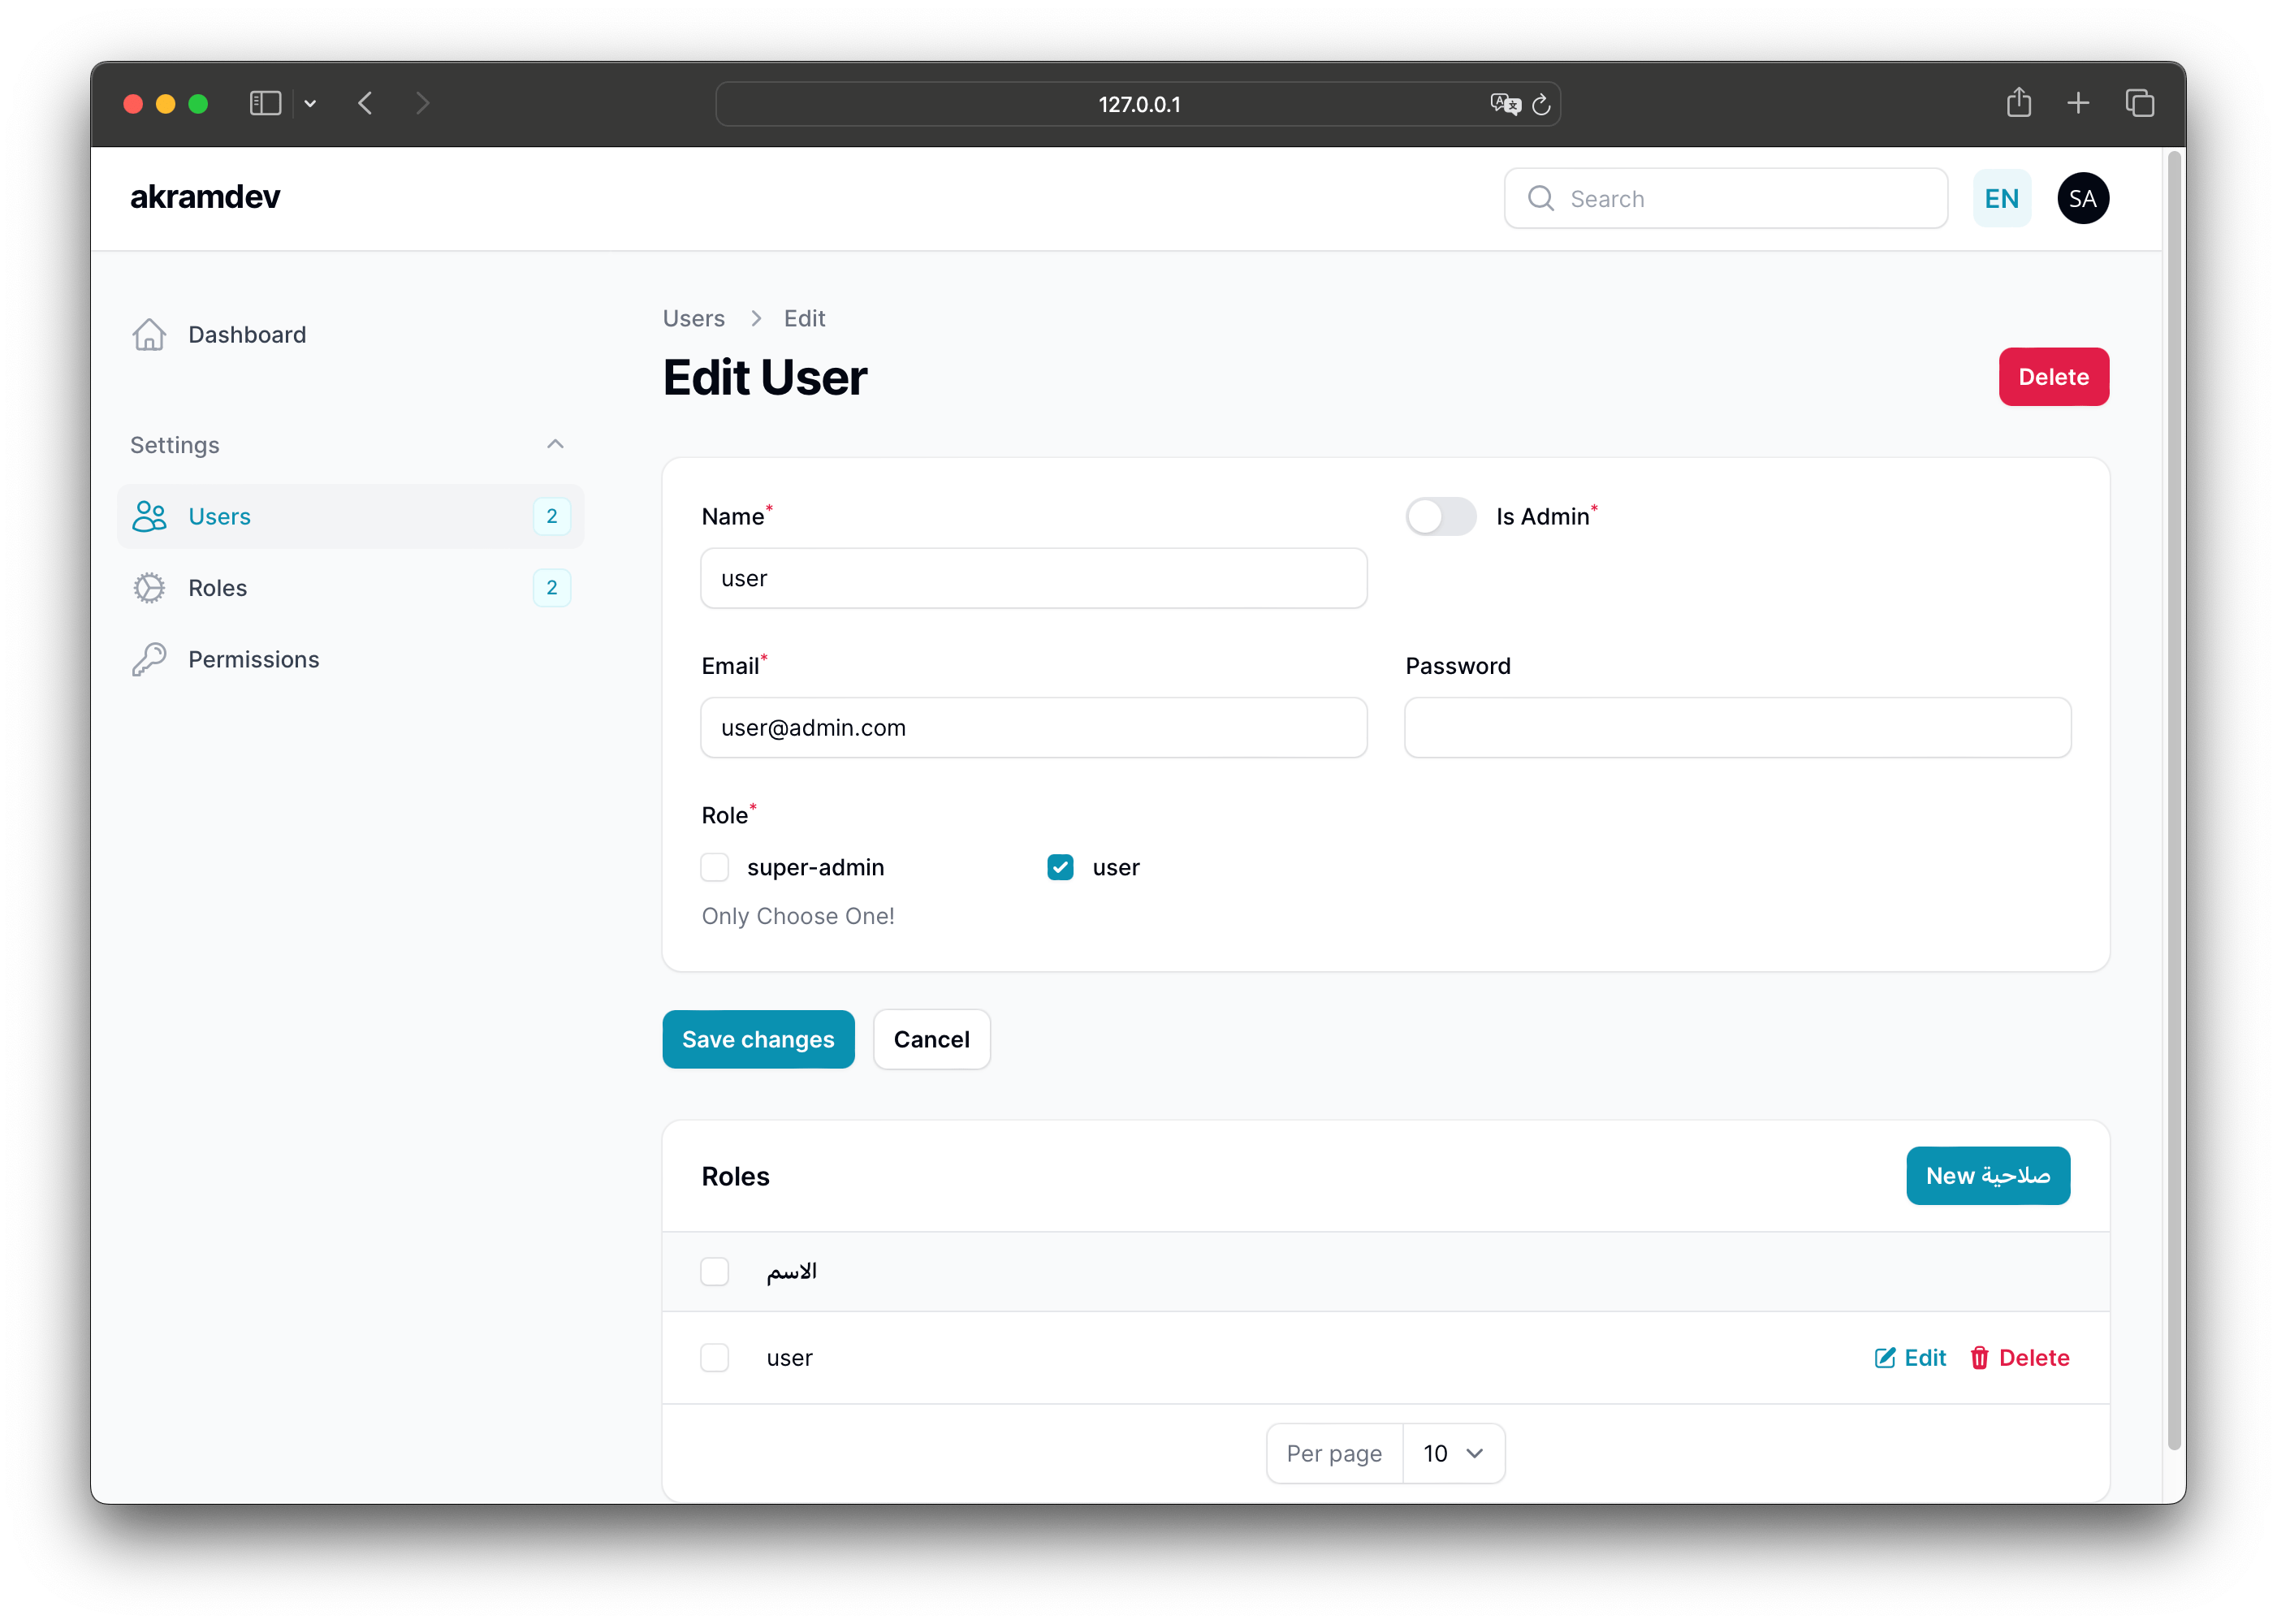 127.0.0.1
akramdev
Search
EN
SA
Dashboard
Settings
Users 2
Roles 2
Permissions
Users > Edit
Edit User
Delete
Name*
Is Admin*
user
Email*
Password
user@admin.com
Role*
super-admin
user
Only Choose One!
Save changes
Cancel
Roles
New صلاحية
الاسم
user
Edit
Delete
Per page
10